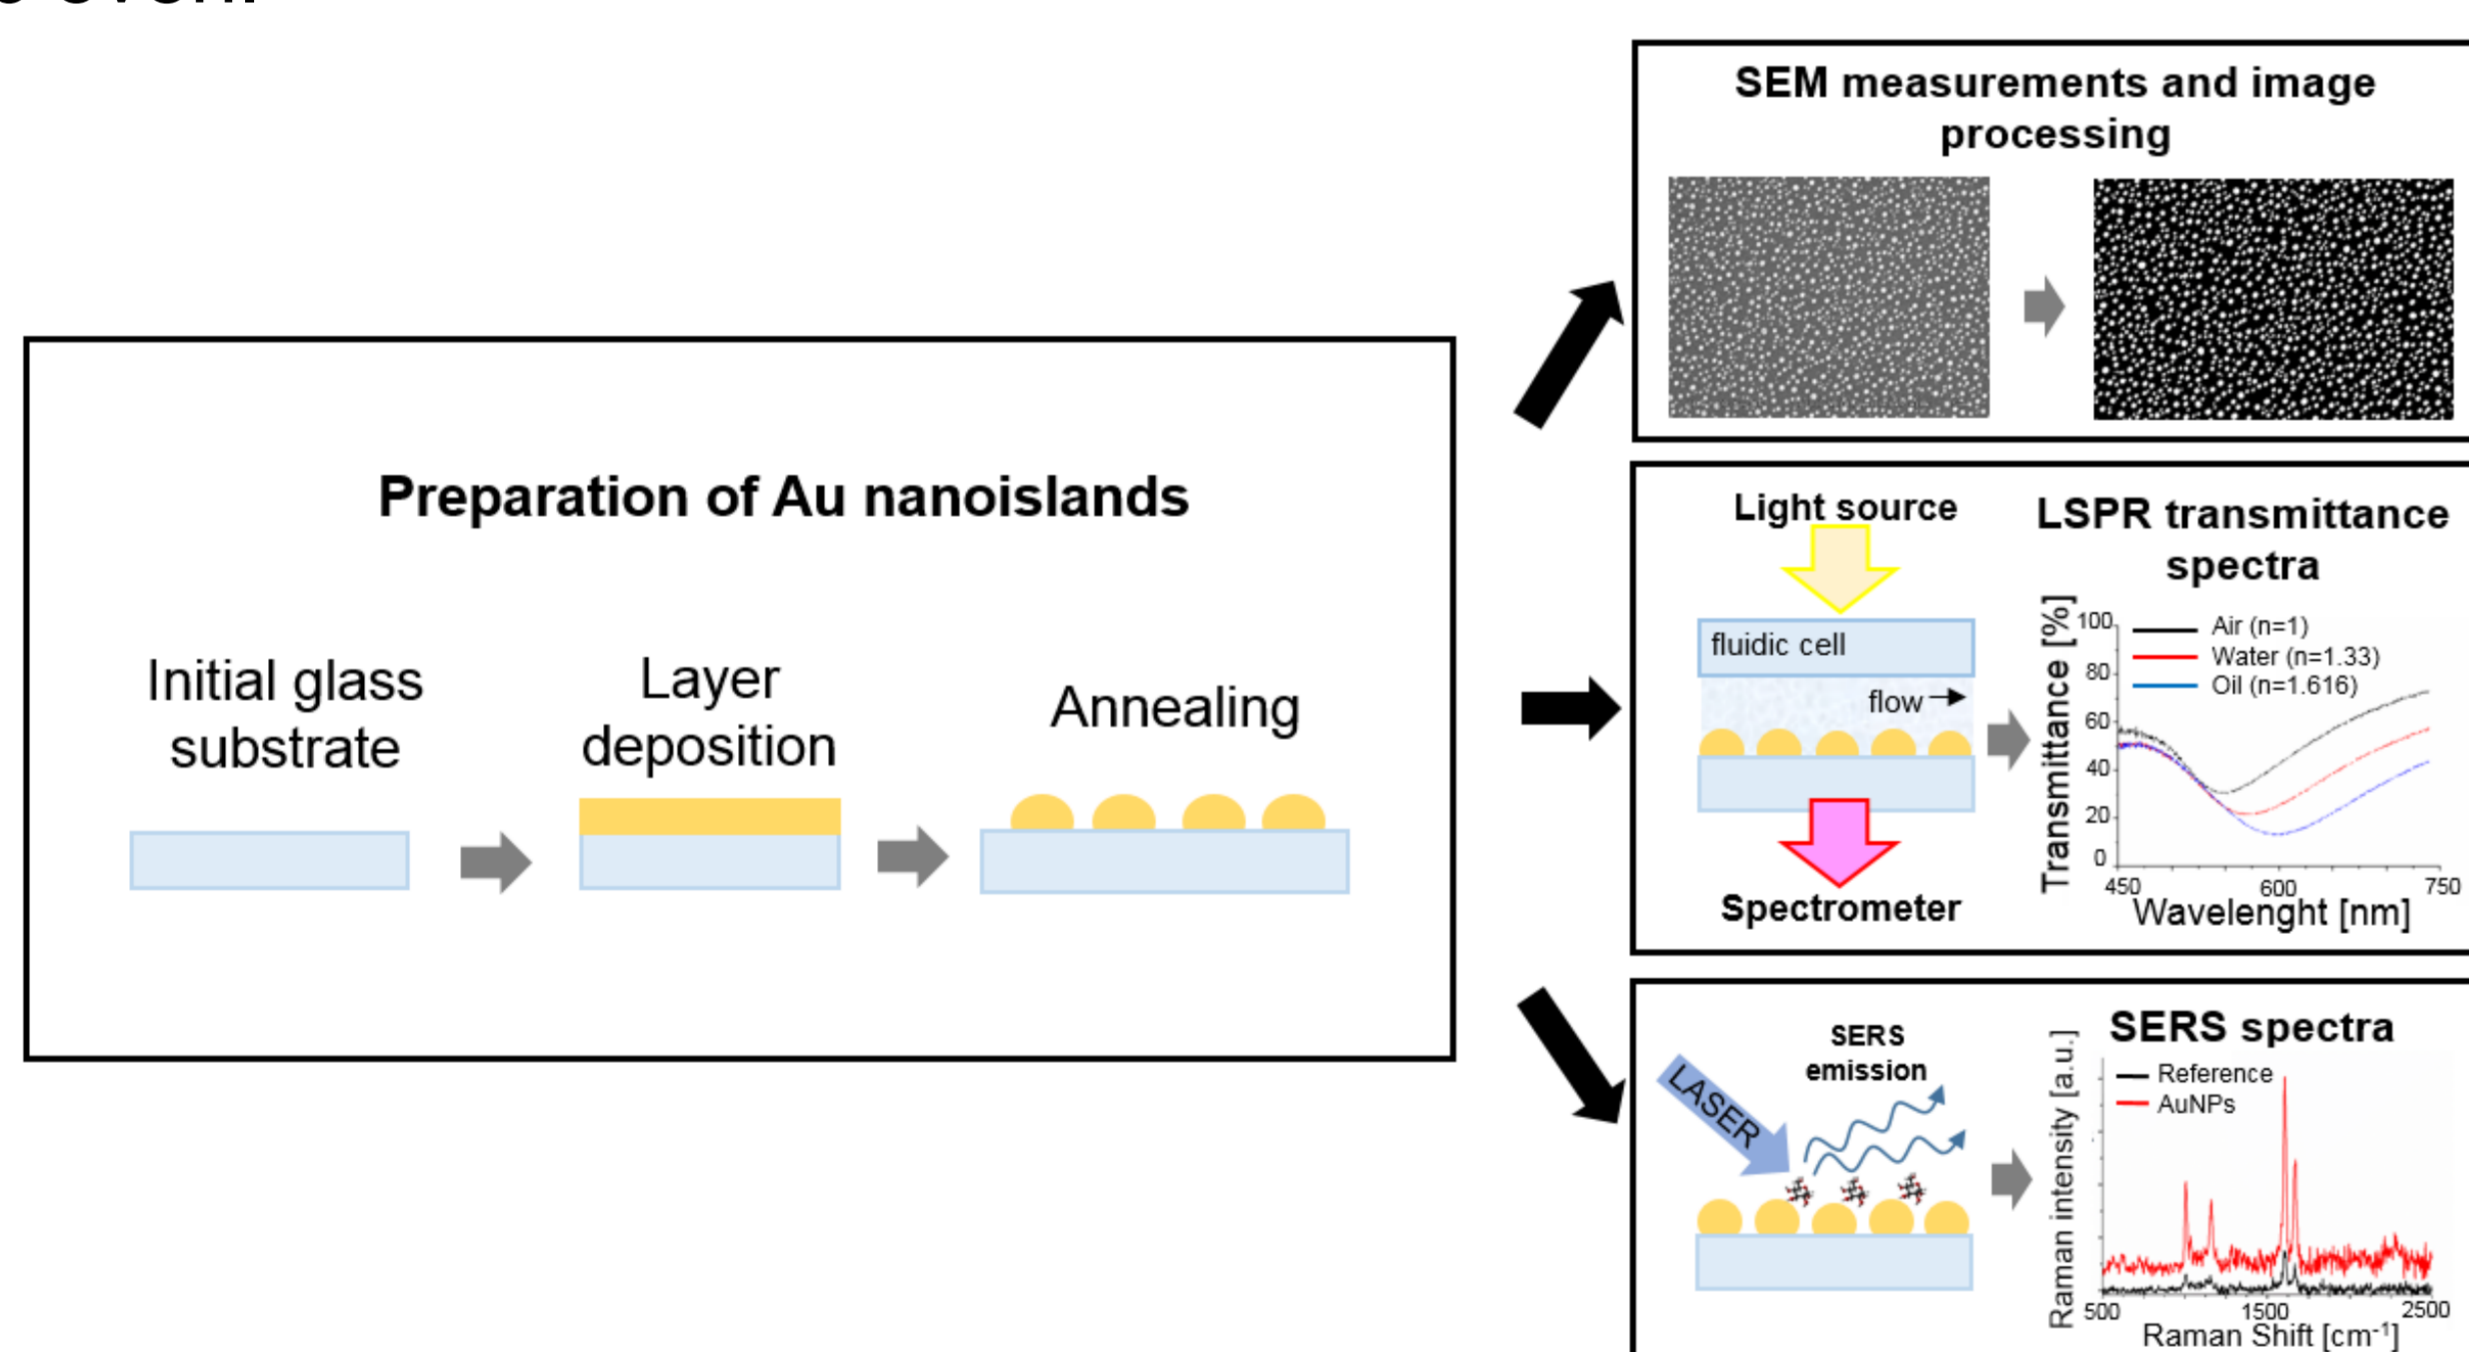 Preparation of Au nanoislands
Initial glass
substrate
Layer
deposition
Annealing
SEM measurements and image
processing
Light source
fluidic cell
flow
Spectrometer
LSPR transmittance
spectra
Transmittance [%]
100
80
60
40
20
0
Air (n=1)
Water (n=1.33)
Oil (n=1.616)
450 600 750
Wavelenght [nm]
SERS
emission
LASER
SERS spectra
Raman intensity [a.u.]
Reference
AuNPs
500 1500 2500
Raman Shift [cm⁻¹]